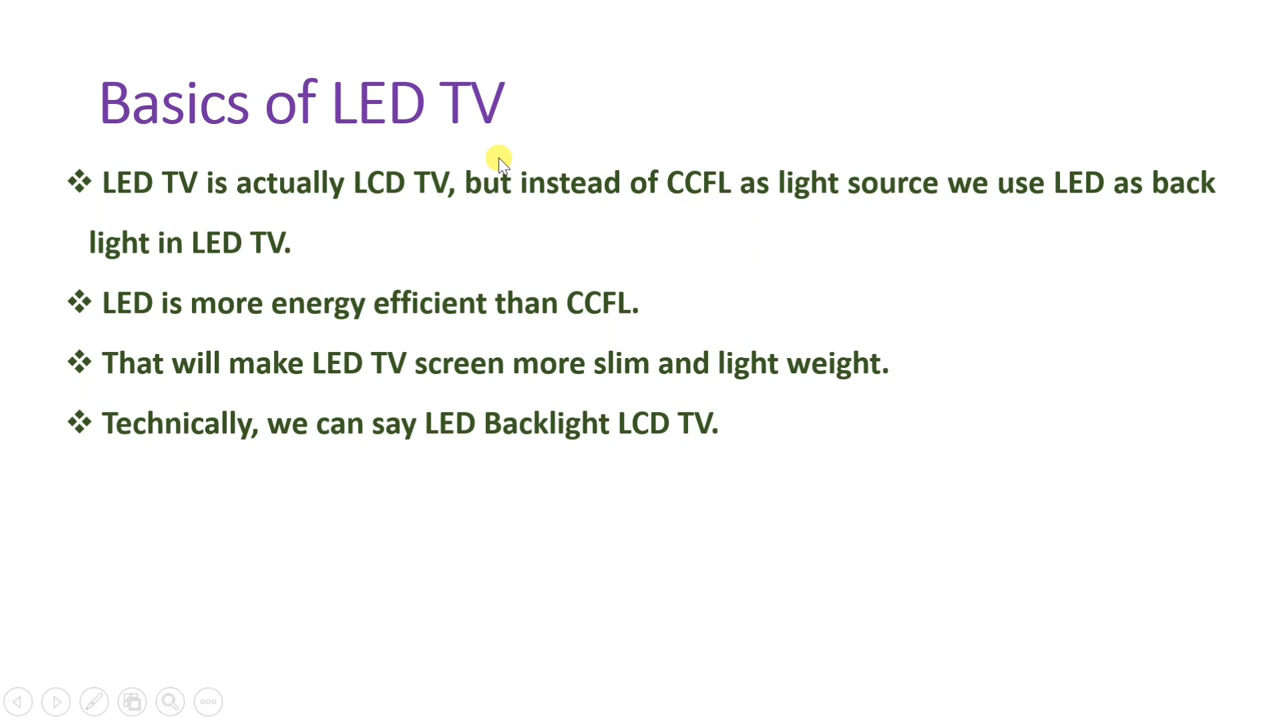 Basics of LED TV
❖ LED TV is actually LCD TV, but instead of CCFL as light source we use LED as back
light in LED TV.
❖ LED is more energy efficient than CCFL.
❖ That will make LED TV screen more slim and light weight.
❖ Technically, we can say LED Backlight LCD TV.